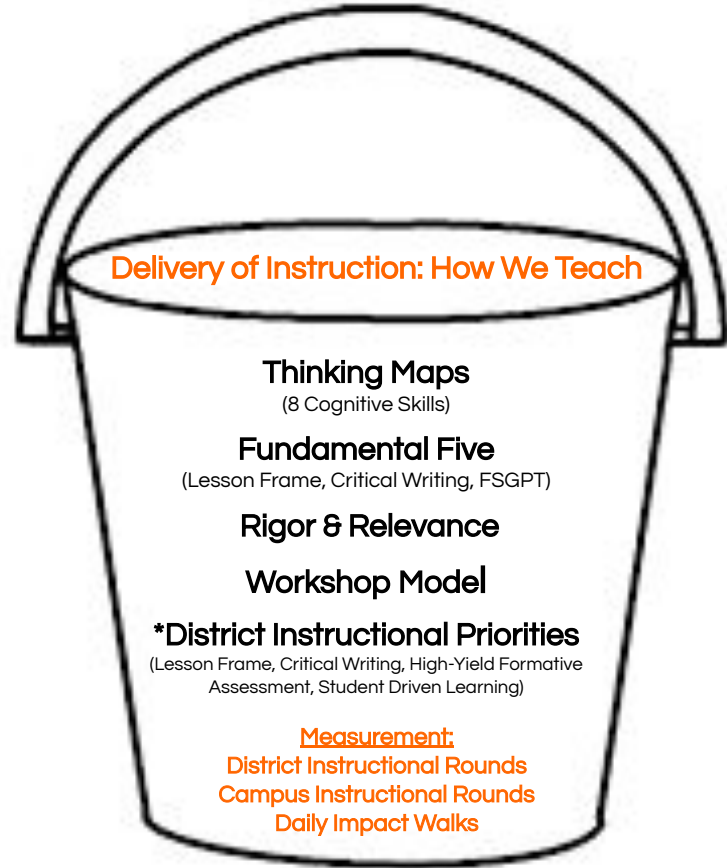 Delivery of Instruction: How We Teach
Thinking Maps
(8 Cognitive Skills)
Fundamental Five
(Lesson Frame, Critical Writing, FSGPT)
Rigor & Relevance
Workshop Model
*District Instructional Priorities
(Lesson Frame, Critical Writing, High-Yield Formative
Assessment, Student Driven Learning)
Measurement:
District Instructional Rounds
Campus Instructional Rounds
Daily Impact Walks